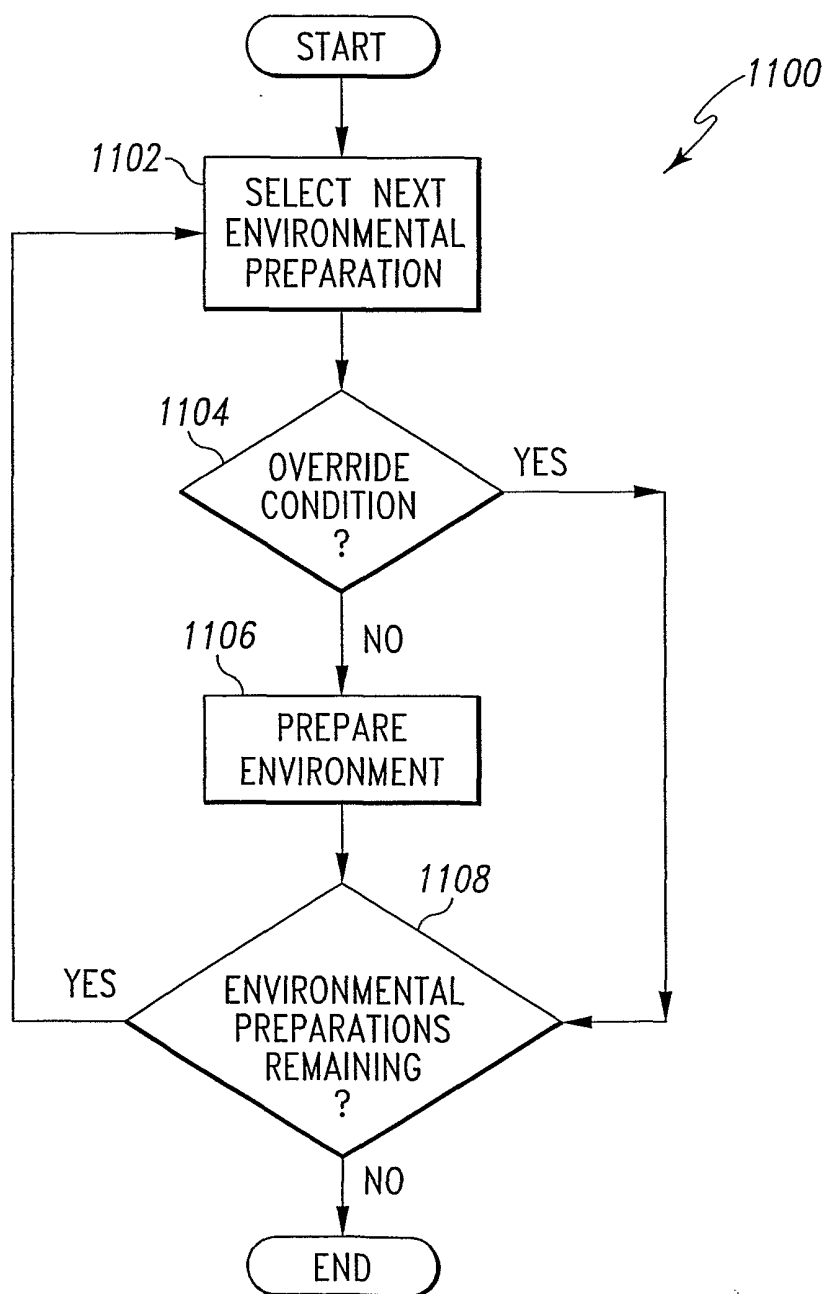 START
1100
1102
SELECT NEXT
ENVIRONMENTAL
PREPARATION
1104
OVERRIDE
CONDITION
?
YES
NO
1106
PREPARE
ENVIRONMENT
1108
YES
ENVIRONMENTAL
PREPARATIONS
REMAINING
?
NO
END